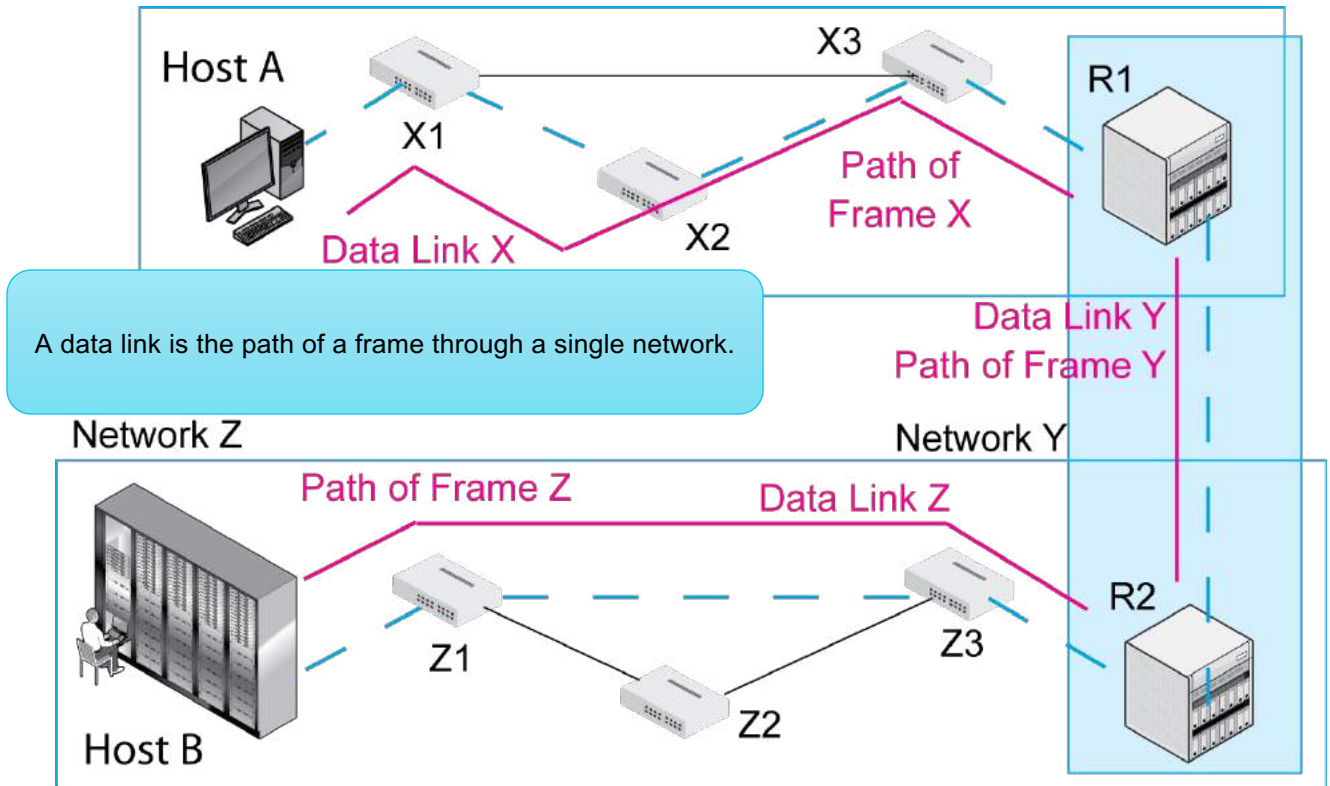 Host A
X1
X2
X3
R1
Path of
Frame X
Data Link X
A data link is the path of a frame through a single network.
Data Link Y
Path of Frame Y
Network Z
Network Y
Path of Frame Z
Data Link Z
Z1
Z2
Z3
R2
Host B